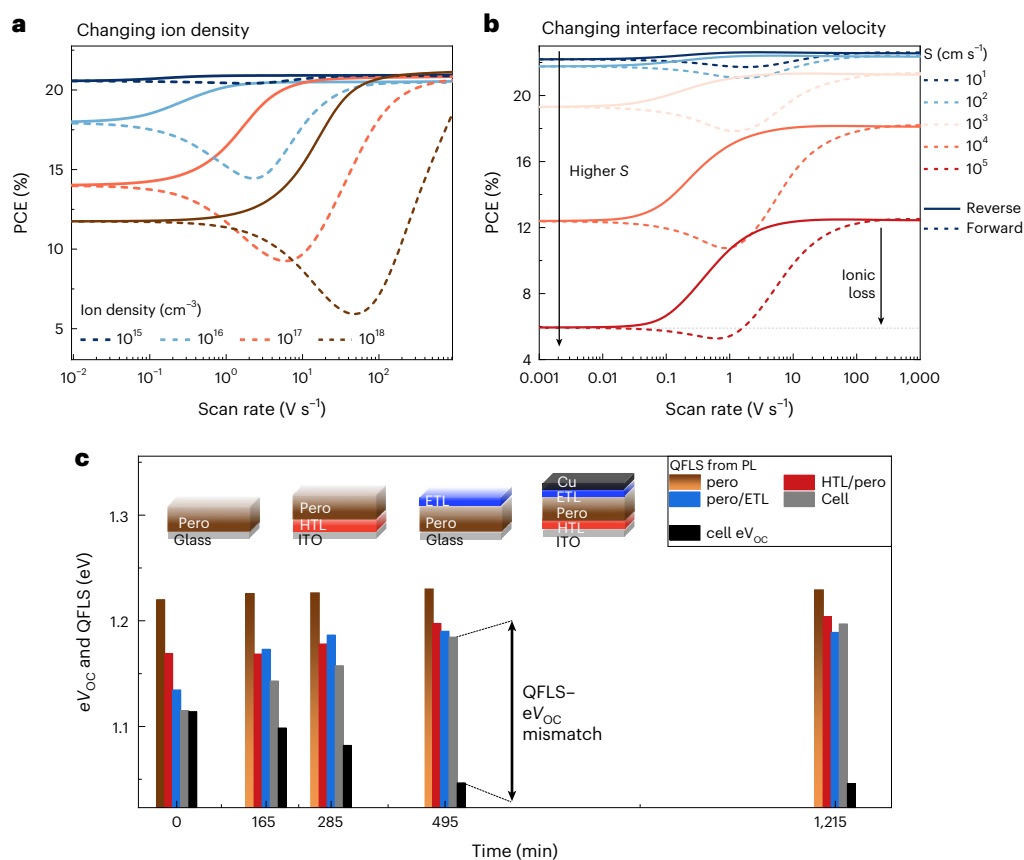 a
Changing ion density
PCE (%)
20
15
10
5
Ion density (cm⁻³)
10¹⁵ 10¹⁶ 10¹⁷ 10¹⁸
10⁻² 10⁻¹ 10⁰ 10¹ 10²
Scan rate (V s⁻¹)
b
Changing interface recombination velocity
PCE (%)
20
16
12
8
4
Higher S
Ionic
loss
0.001 0.01 0.1 1 10 100 1,000
Scan rate (V s⁻¹)
S (cm s⁻¹)
10¹
10²
10³
10⁴
10⁵
Reverse
Forward
c
eV_OC and QFLS (eV)
1.3
1.2
1.1
Pero
Glass
Pero
HTL
ITO
ETL
Pero
Glass
Cu
ETL
Pero
HTL
ITO
QFLS from PL
pero HTL/pero
pero/ETL Cell
cell eV_OC
QFLS–
eV_OC
mismatch
0 165 285 495 1,215
Time (min)